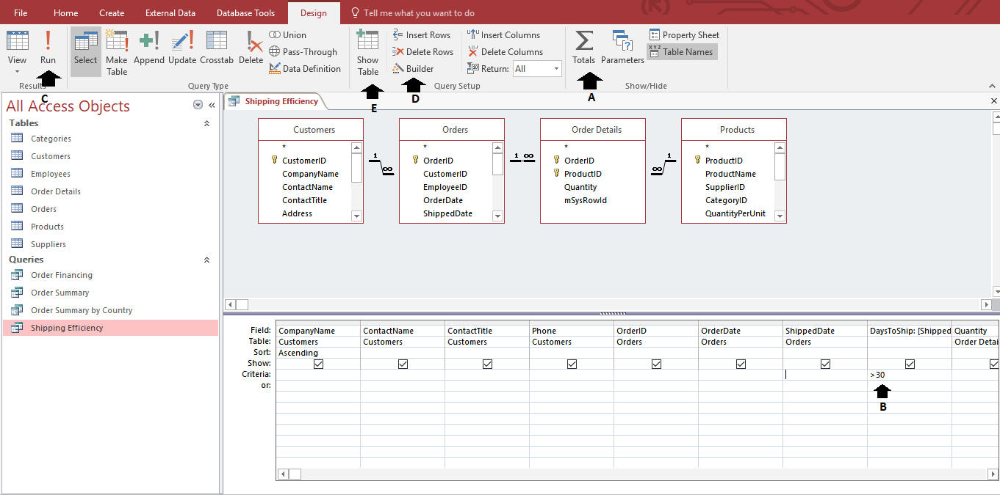 File Home Create External Data Database Tools Design Tell me what you want to do
View Run Select Make Table Append Update Crosstab Delete
Union
Pass-Through
Data Definition
Show Table
Insert Rows
Delete Rows
Builder
Insert Columns
Delete Columns
Return: All
Totals Parameters
Property Sheet
Table Names
Results Query Type Query Setup Show/Hide
C E D A
All Access Objects
Tables
Categories
Customers
Employees
Order Details
Orders
Products
Suppliers
Queries
Order Financing
Order Summary
Order Summary by Country
Shipping Efficiency
Shipping Efficiency
Customers
*
CustomerID
CompanyName
ContactName
ContactTitle
Address
1 ∞
Orders
*
OrderID
CustomerID
EmployeeID
OrderDate
ShippedDate
1 ∞
Order Details
*
OrderID
ProductID
Quantity
mSysRowId
∞ 1
Products
*
ProductID
ProductName
SupplierID
CategoryID
QuantityPerUnit
Field: CompanyName ContactName ContactTitle Phone OrderID OrderDate ShippedDate DaysToShip: [Shipped Quantity
Table: Customers Customers Customers Customers Orders Orders Orders Order Detai
Sort: Ascending
Show:
Criteria: >30
or:
B